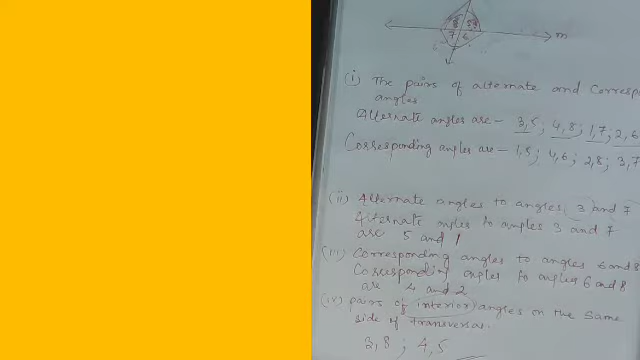 8 5
7 6
m
(i) The pairs of alternate and
angles
Alternate angles are - 3,5; 4,8; 1,7; 2,6
Corresponding angles are - 1,5; 4,6; 2,8; 3,7
(ii) Alternate angles to angles 3 and 7
Alternate angles to angles 3 and 7
are 5 and 1
(iii) Corresponding angles to angles 6 and 8
Corresponding angles to angles 6 and 8
are 4 and 2
(iv) pairs of interior angles on the same
side of transversal.
3,8 ; 4,5